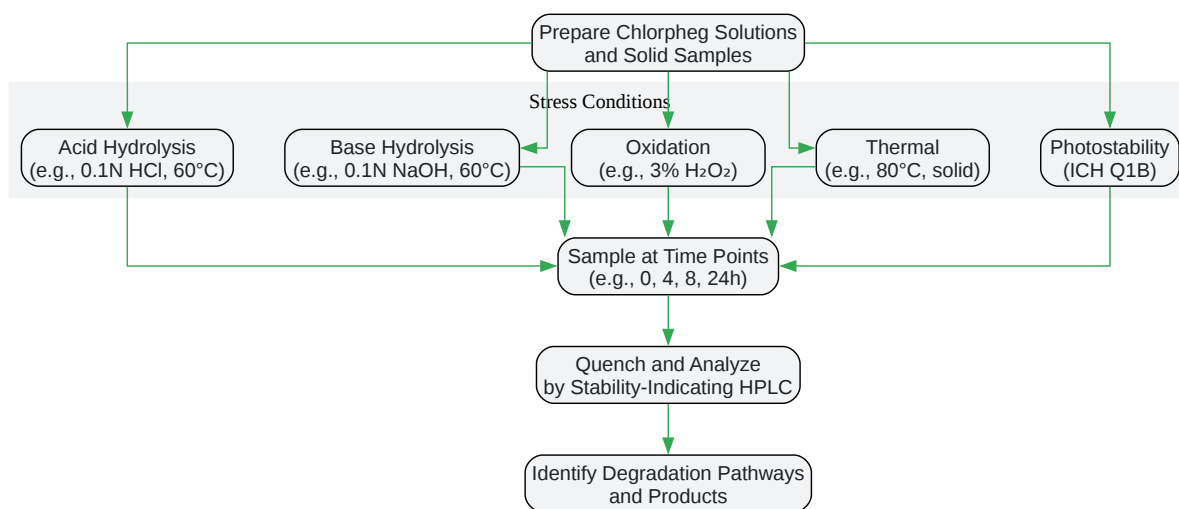 Prepare Chlorpheg Solutions
and Solid Samples
Stress Conditions
Acid Hydrolysis
(e.g., 0.1N HCl, 60°C)
Base Hydrolysis
(e.g., 0.1N NaOH, 60°C)
Oxidation
(e.g., 3% H₂O₂)
Thermal
(e.g., 80°C, solid)
Photostability
(ICH Q1B)
Sample at Time Points
(e.g., 0, 4, 8, 24h)
Quench and Analyze
by Stability-Indicating HPLC
Identify Degradation Pathways
and Products